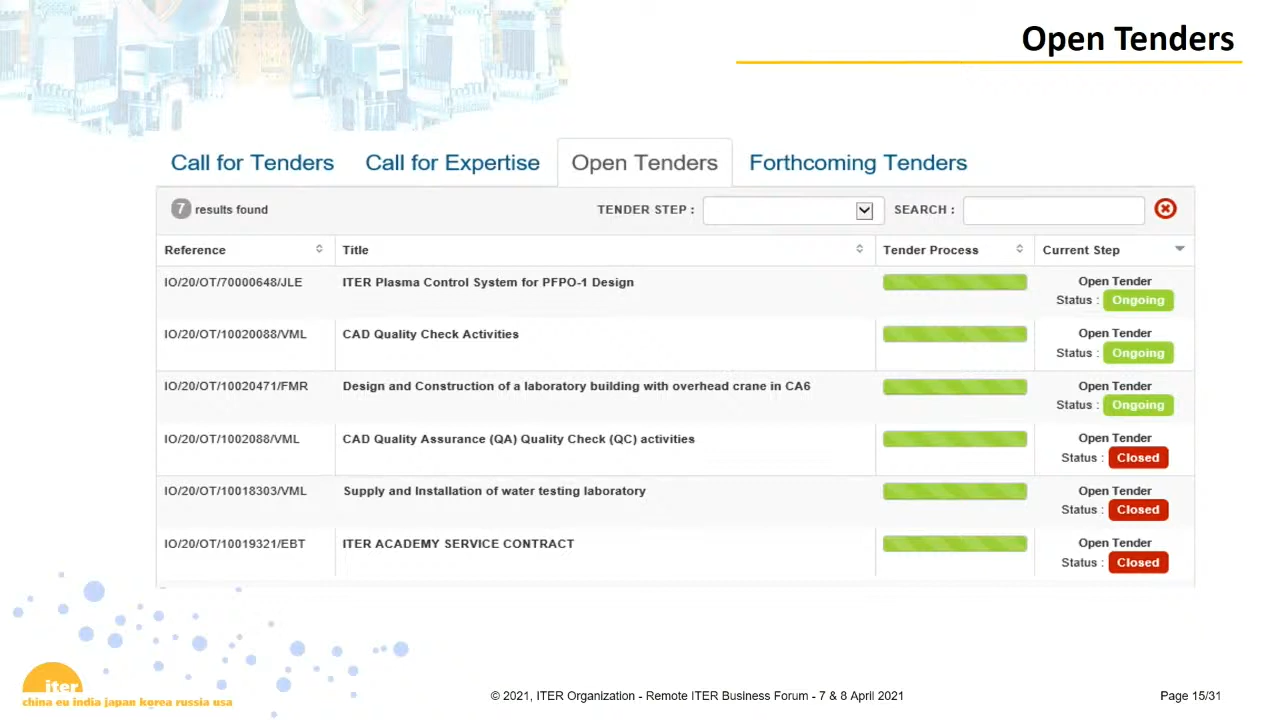 Open Tenders
Call for Tenders Call for Expertise Open Tenders Forthcoming Tenders
7 results found TENDER STEP : SEARCH :
Reference Title Tender Process Current Step
IO/20/OT/70000648/JLE ITER Plasma Control System for PFPO-1 Design Open Tender
Status : Ongoing
IO/20/OT/10020088/VML CAD Quality Check Activities Open Tender
Status : Ongoing
IO/20/OT/10020471/FMR Design and Construction of a laboratory building with overhead crane in CA6 Open Tender
Status : Ongoing
IO/20/OT/1002088/VML CAD Quality Assurance (QA) Quality Check (QC) activities Open Tender
Status : Closed
IO/20/OT/10018303/VML Supply and Installation of water testing laboratory Open Tender
Status : Closed
IO/20/OT/10019321/EBT ITER ACADEMY SERVICE CONTRACT Open Tender
Status : Closed
iter
china eu india japan korea russia usa
© 2021, ITER Organization - Remote ITER Business Forum - 7 & 8 April 2021 Page 15/31